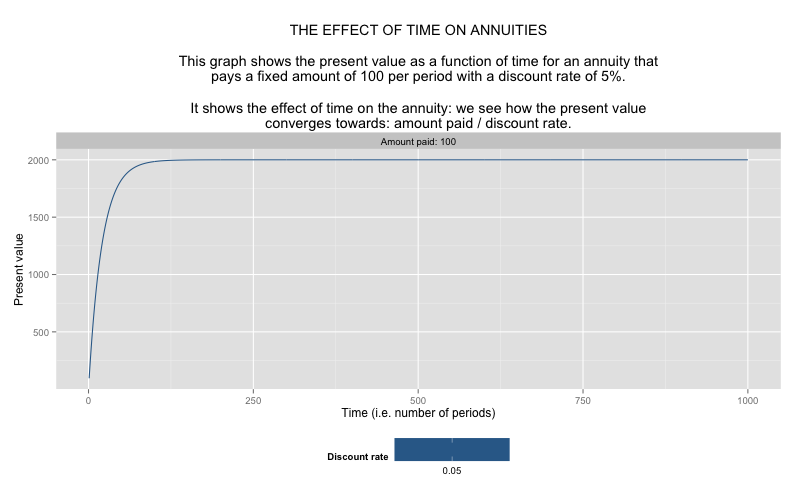 THE EFFECT OF TIME ON ANNUITIES
This graph shows the present value as a function of time for an annuity that
pays a fixed amount of 100 per period with a discount rate of 5%.
It shows the effect of time on the annuity: we see how the present value
converges towards: amount paid / discount rate.
Amount paid: 100
2000
1500
1000
500
Present value
0 250 500 750 1000
Time (i.e. number of periods)
Discount rate
0.05